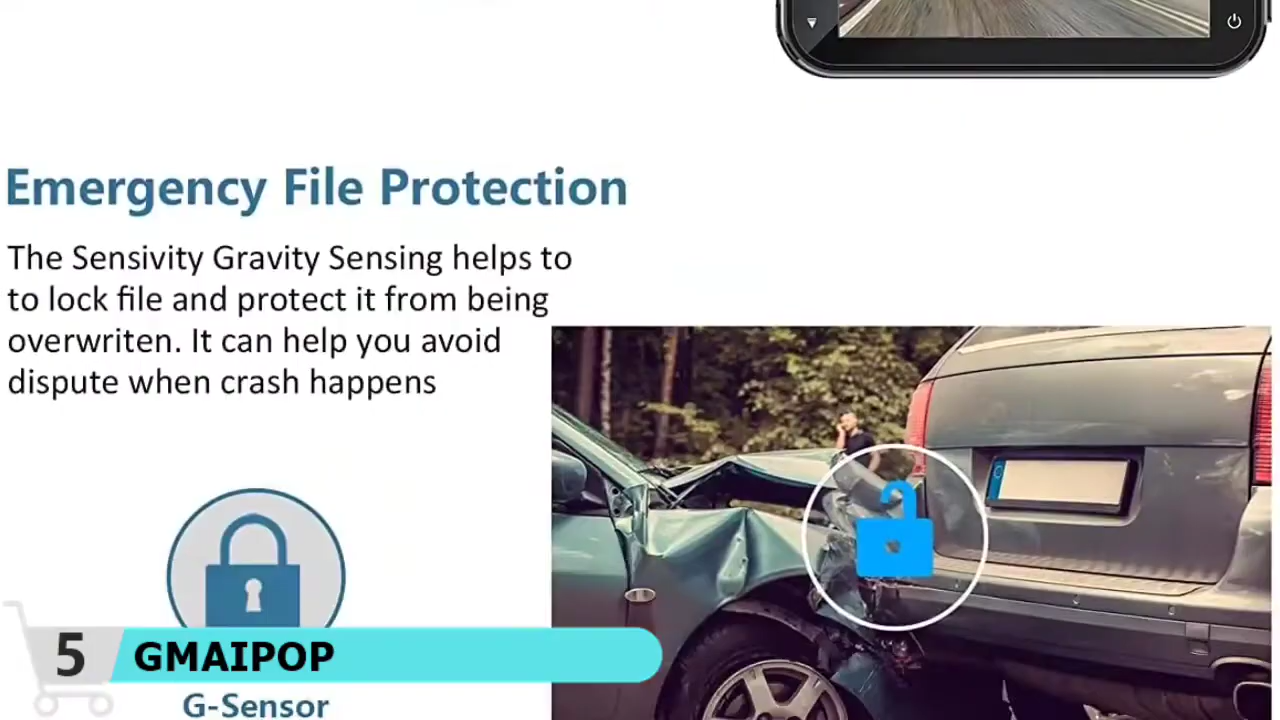 Emergency File Protection
The Sensivity Gravity Sensing helps to
to lock file and protect it from being
overwriten. It can help you avoid
dispute when crash happens
5 GMAIPOP
G-Sensor